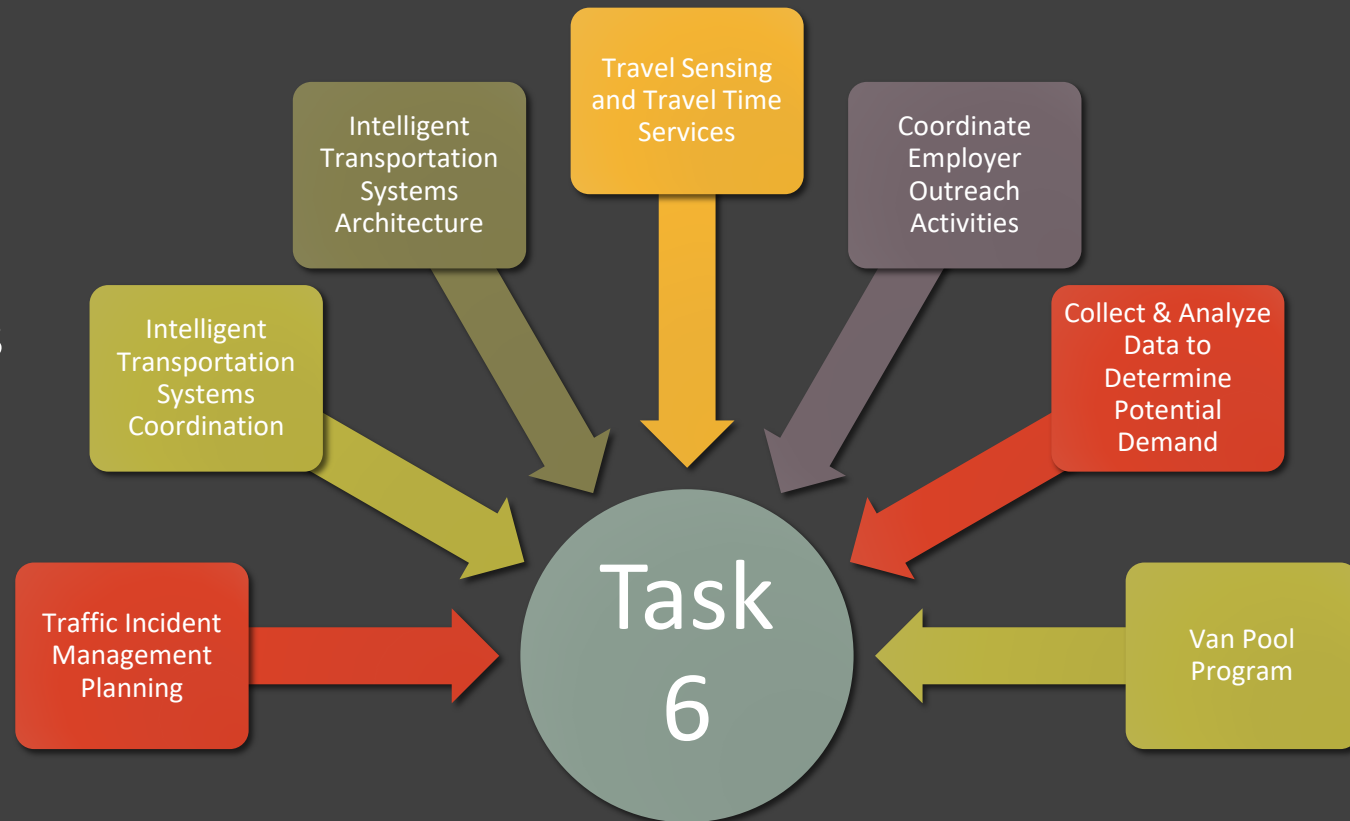 Travel Sensing
and Travel Time
Services
Intelligent
Transportation
Systems
Architecture
Coordinate
Employer
Outreach
Activities
Intelligent
Transportation
Systems
Coordination
Collect & Analyze
Data to
Determine
Potential
Demand
Traffic Incident
Management
Planning
Task
6
Van Pool
Program